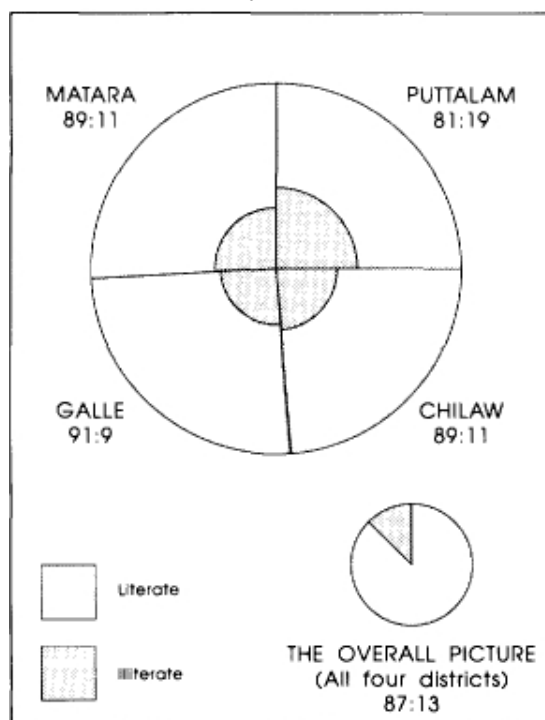 MATARA
89:11
PUTTALAM
81:19
GALLE
91:9
CHILAW
89:11
Literate
Illiterate
THE OVERALL PICTURE
(All four districts)
87:13